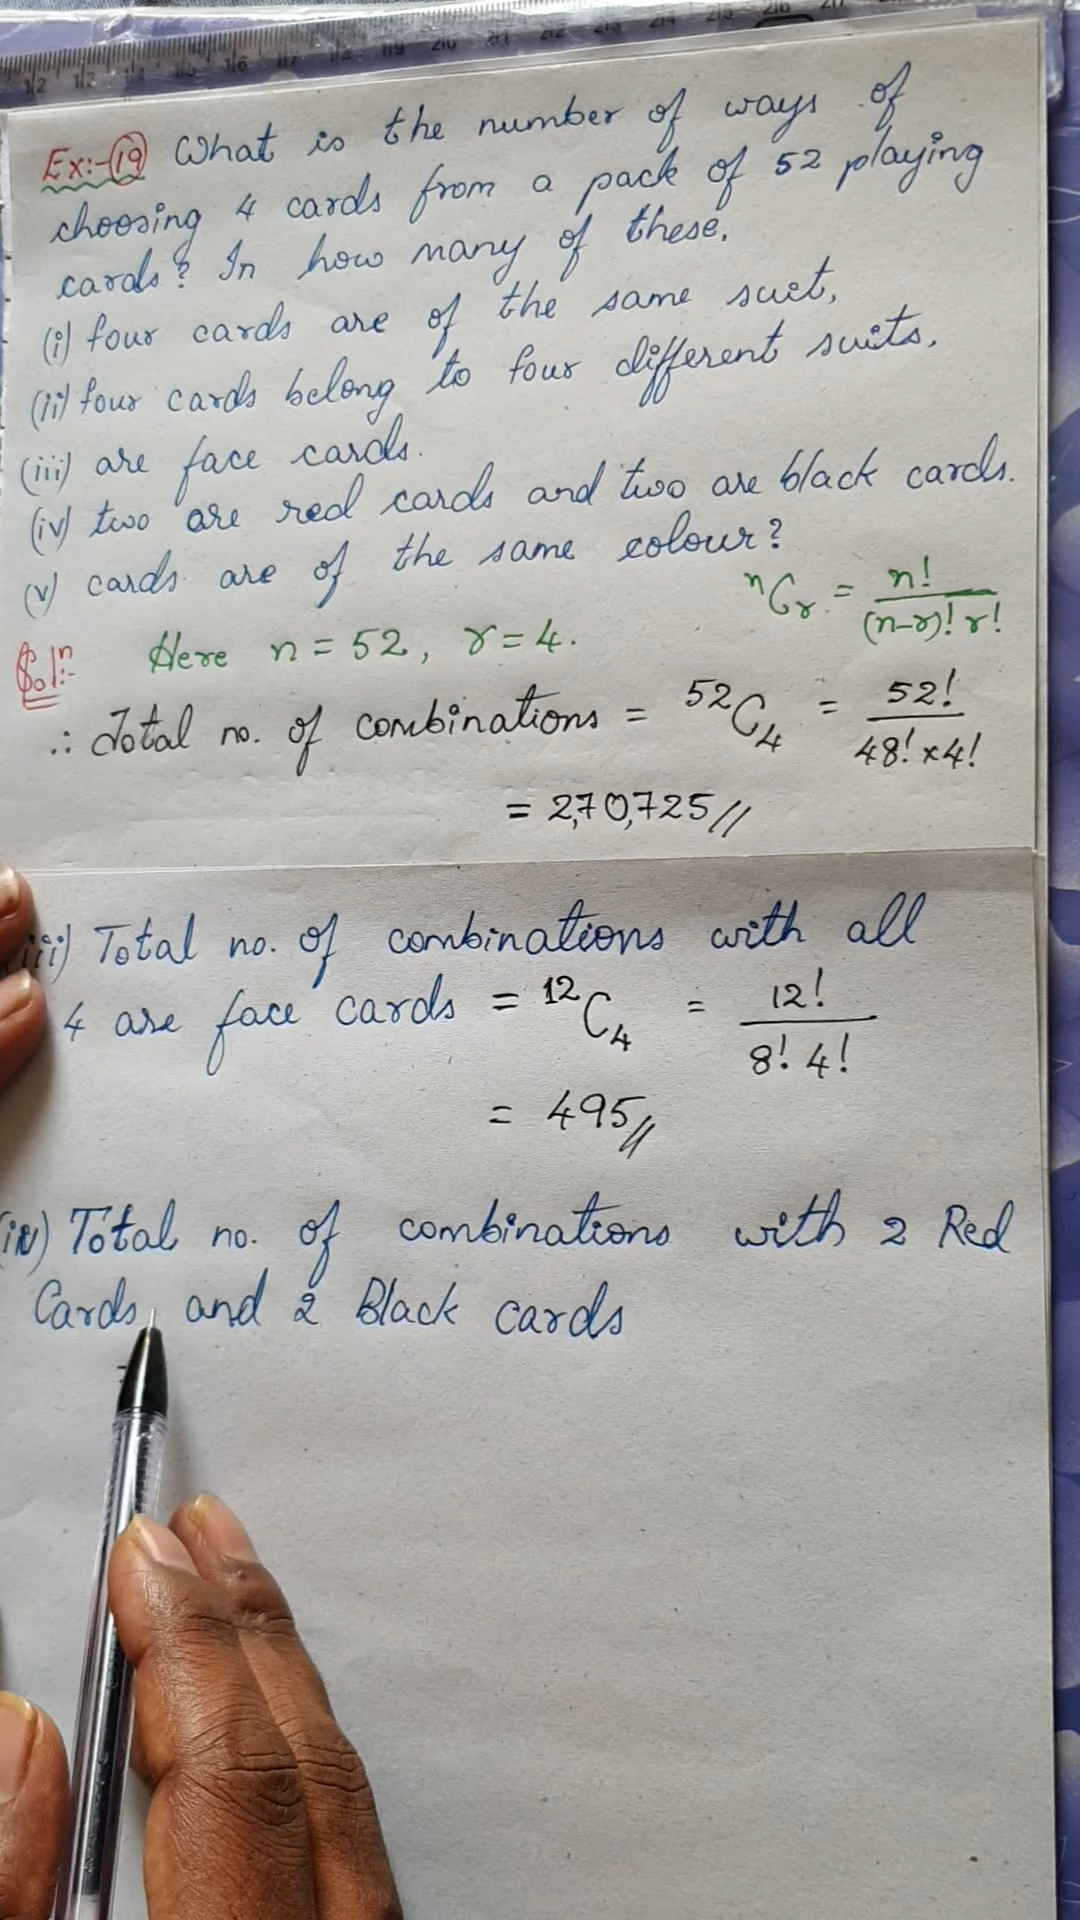 Ex:-(19) What is the number of ways of
choosing 4 cards from a pack of 52 playing
cards? In how many of these,
(i) four cards are of the same suit,
(ii) four cards belong to four different suits,
(iii) are face cards.
(iv) two are red cards and two are black cards.
(v) cards are of the same colour?
ⁿCᵣ = n! / (n-r)! r!
Solⁿ:- Here n = 52, r = 4.
∴ Total no. of combinations = ⁵²C₄ = 52! / 48! × 4!
= 2,70,725//
iii) Total no. of combinations with all
4 are face cards = ¹²C₄ = 12! / 8! 4!
= 495//
(iv) Total no. of combinations with 2 Red
Cards and 2 Black cards